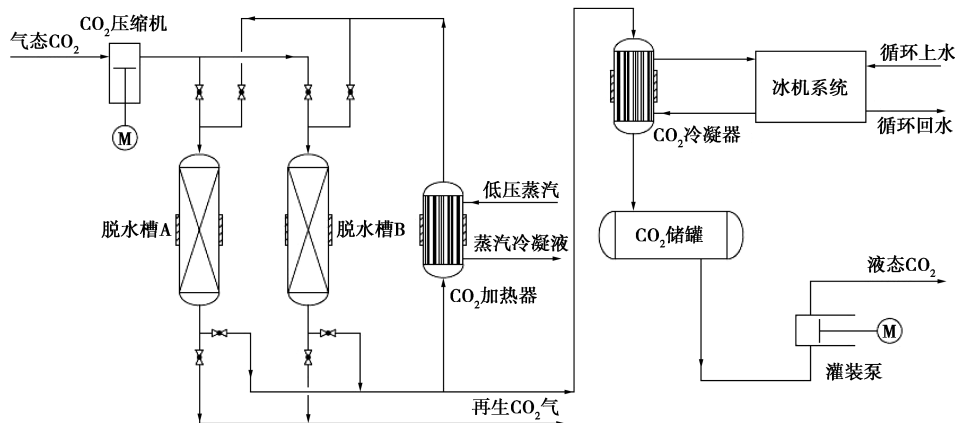 CO₂压缩机
气态CO₂
M
脱水槽A
脱水槽B
低压蒸汽
蒸汽冷凝液
CO₂加热器
再生CO₂气
冰机系统
循环上水
循环回水
CO₂冷凝器
CO₂储罐
液态CO₂
M
灌装泵